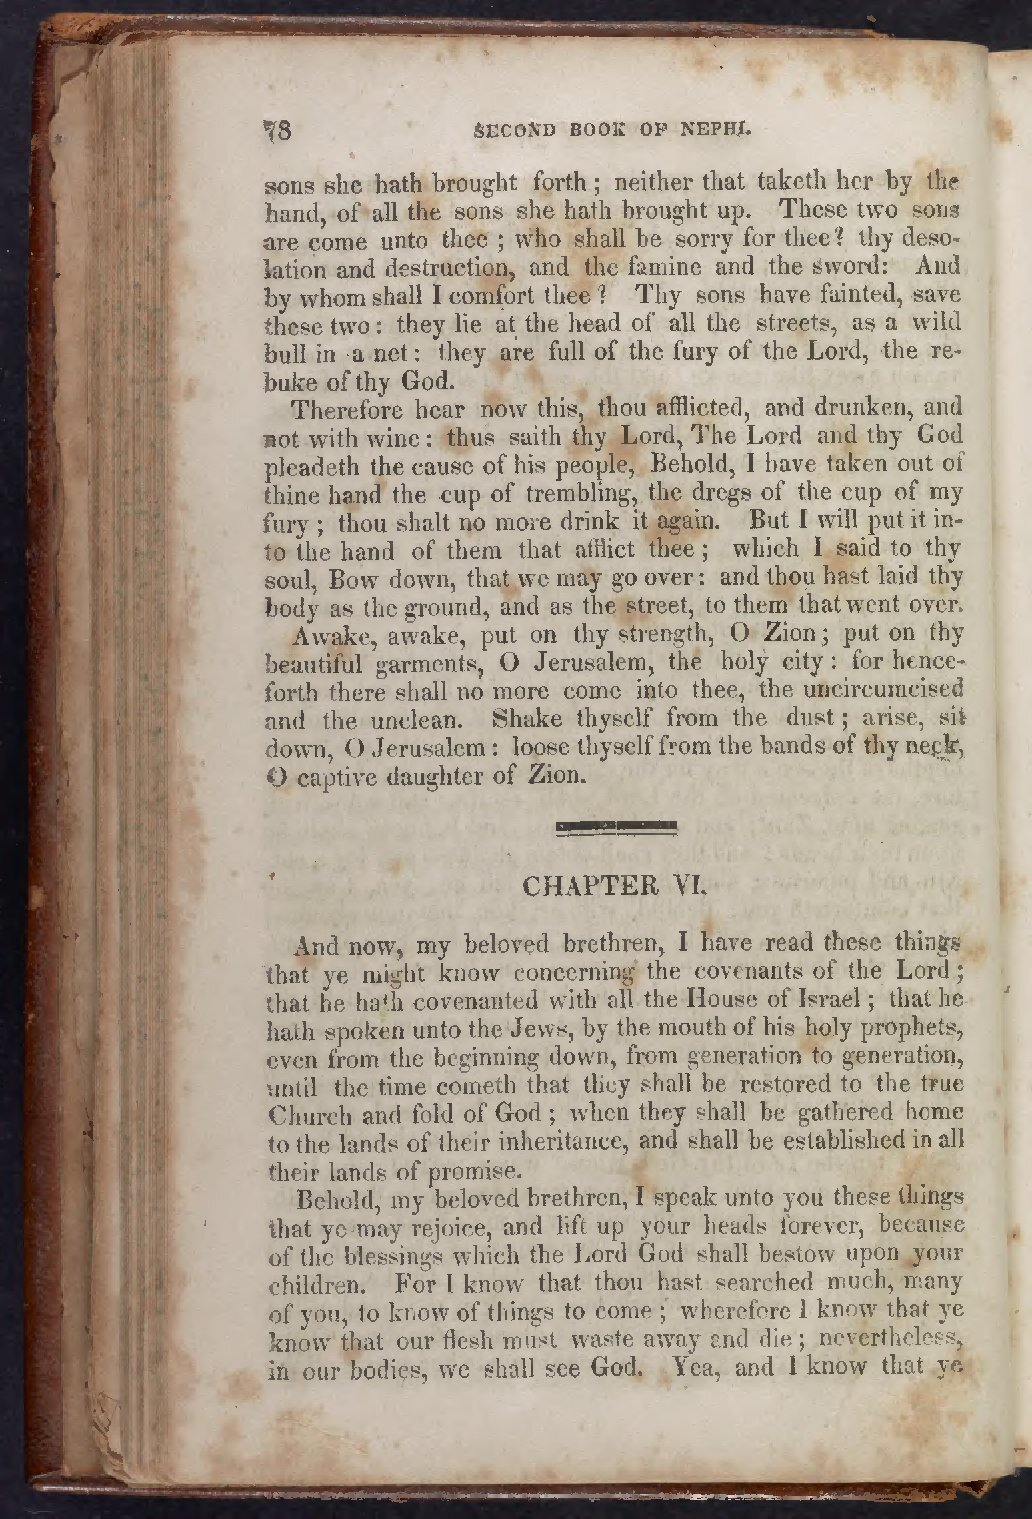 78 SECOND BOOK OF NEPHI.
sons she hath brought forth; neither that taketh her by the
hand, of all the sons she hath brought up. These two sons
are come unto thee; who shall be sorry for thee? thy deso-
lation and destruction, and the famine and the sword: And
by whom shall I comfort thee? Thy sons have fainted, save
these two: they lie at the head of all the streets, as a wild
bull in a net: they are full of the fury of the Lord, the re-
buke of thy God.
Therefore hear now this, thou afflicted, and drunken, and
not with wine: thus saith thy Lord, The Lord and thy God
pleadeth the cause of his people, Behold, I have taken out of
thine hand the cup of trembling, the dregs of the cup of my
fury; thou shalt no more drink it again. But I will put it in-
to the hand of them that afflict thee; which I said to thy
soul, Bow down, that we may go over: and thou hast laid thy
body as the ground, and as the street, to them that went over.
Awake, awake, put on thy strength, O Zion; put on thy
beautiful garments, O Jerusalem, the holy city: for hence-
forth there shall no more come into thee, the uncircumcised
and the unclean. Shake thyself from the dust; arise, sit
down, O Jerusalem: loose thyself from the bands of thy neck,
O captive daughter of Zion.
CHAPTER VI.
And now, my beloved brethren, I have read these things
that ye might know concerning the covenants of the Lord;
that he hath covenanted with all the House of Israel; that he
hath spoken unto the Jews, by the mouth of his holy prophets,
even from the beginning down, from generation to generation,
until the time cometh that they shall be restored to the true
Church and fold of God; when they shall be gathered home
to the lands of their inheritance, and shall be established in all
their lands of promise.
Behold, my beloved brethren, I speak unto you these things
that ye may rejoice, and lift up your heads forever, because
of the blessings which the Lord God shall bestow upon your
children. For I know that thou hast searched much, many
of you, to know of things to come; wherefore I know that ye
know that our flesh must waste away and die; nevertheless,
in our bodies, we shall see God. Yea, and I know that ye